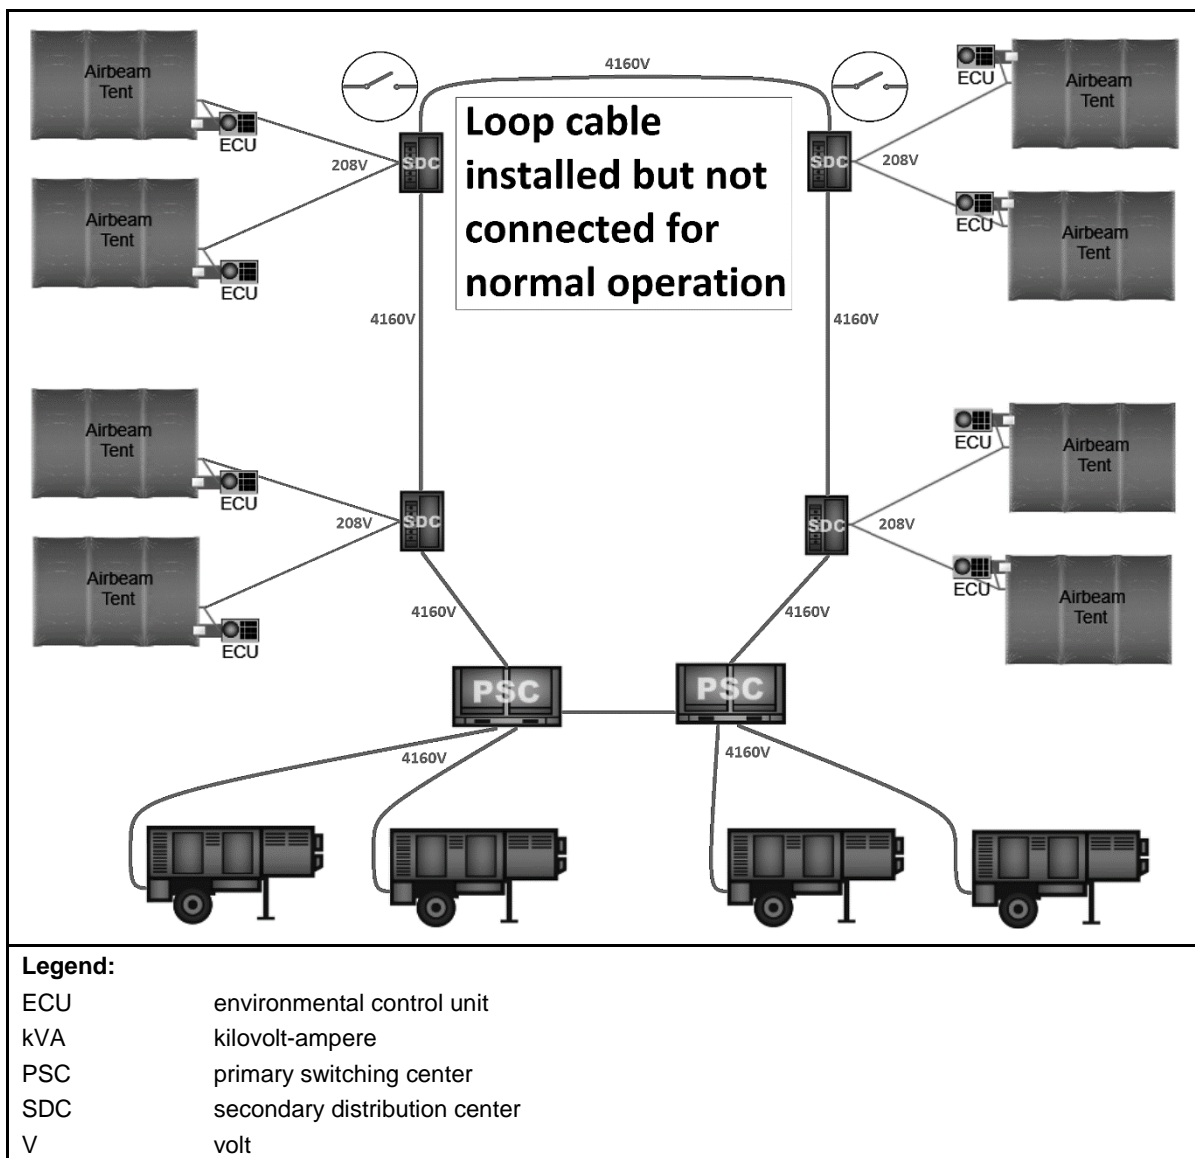 4160V
Airbeam
Tent
ECU
208V
SDC
Airbeam
Tent
ECU
Loop cable
installed but not
connected for
normal operation
ECU
Airbeam
Tent
SDC
208V
ECU
Airbeam
Tent
4160V
4160V
Airbeam
Tent
ECU
208V
SDC
Airbeam
Tent
ECU
ECU
Airbeam
Tent
SDC
208V
ECU
Airbeam
Tent
4160V
4160V
PSC
PSC
4160V
4160V
Legend:
ECU environmental control unit
kVA kilovolt-ampere
PSC primary switching center
SDC secondary distribution center
V volt